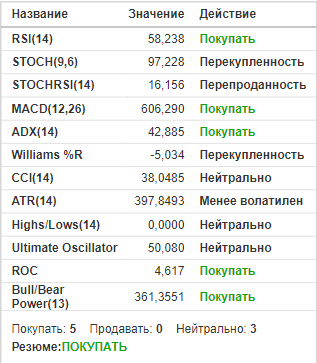 Название Значение Действие
RSI(14) 58,238 Покупать
STOCH(9,6) 97,228 Перекупленность
STOCHRSI(14) 16,156 Перепроданность
MACD(12,26) 606,290 Покупать
ADX(14) 42,885 Покупать
Williams %R -5,034 Перекупленность
CCI(14) 38,0485 Нейтрально
ATR(14) 397,8493 Менее волатилен
Highs/Lows(14) 0,0000 Нейтрально
Ultimate Oscillator 50,080 Нейтрально
ROC 4,617 Покупать
Bull/Bear
Power(13) 361,3551 Покупать
Покупать: 5 Продавать: 0 Нейтрально: 3
Резюме:ПОКУПАТЬ